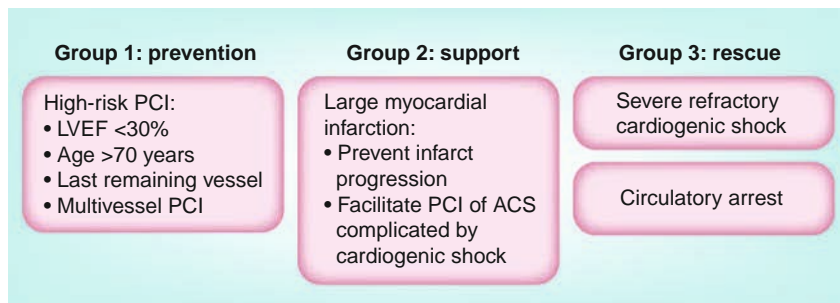 Group 1: prevention
High-risk PCI:
• LVEF <30%
• Age >70 years
• Last remaining vessel
• Multivessel PCI
Group 2: support
Large myocardial
infarction:
• Prevent infarct
progression
• Facilitate PCI of ACS
complicated by
cardiogenic shock
Group 3: rescue
Severe refractory
cardiogenic shock
Circulatory arrest